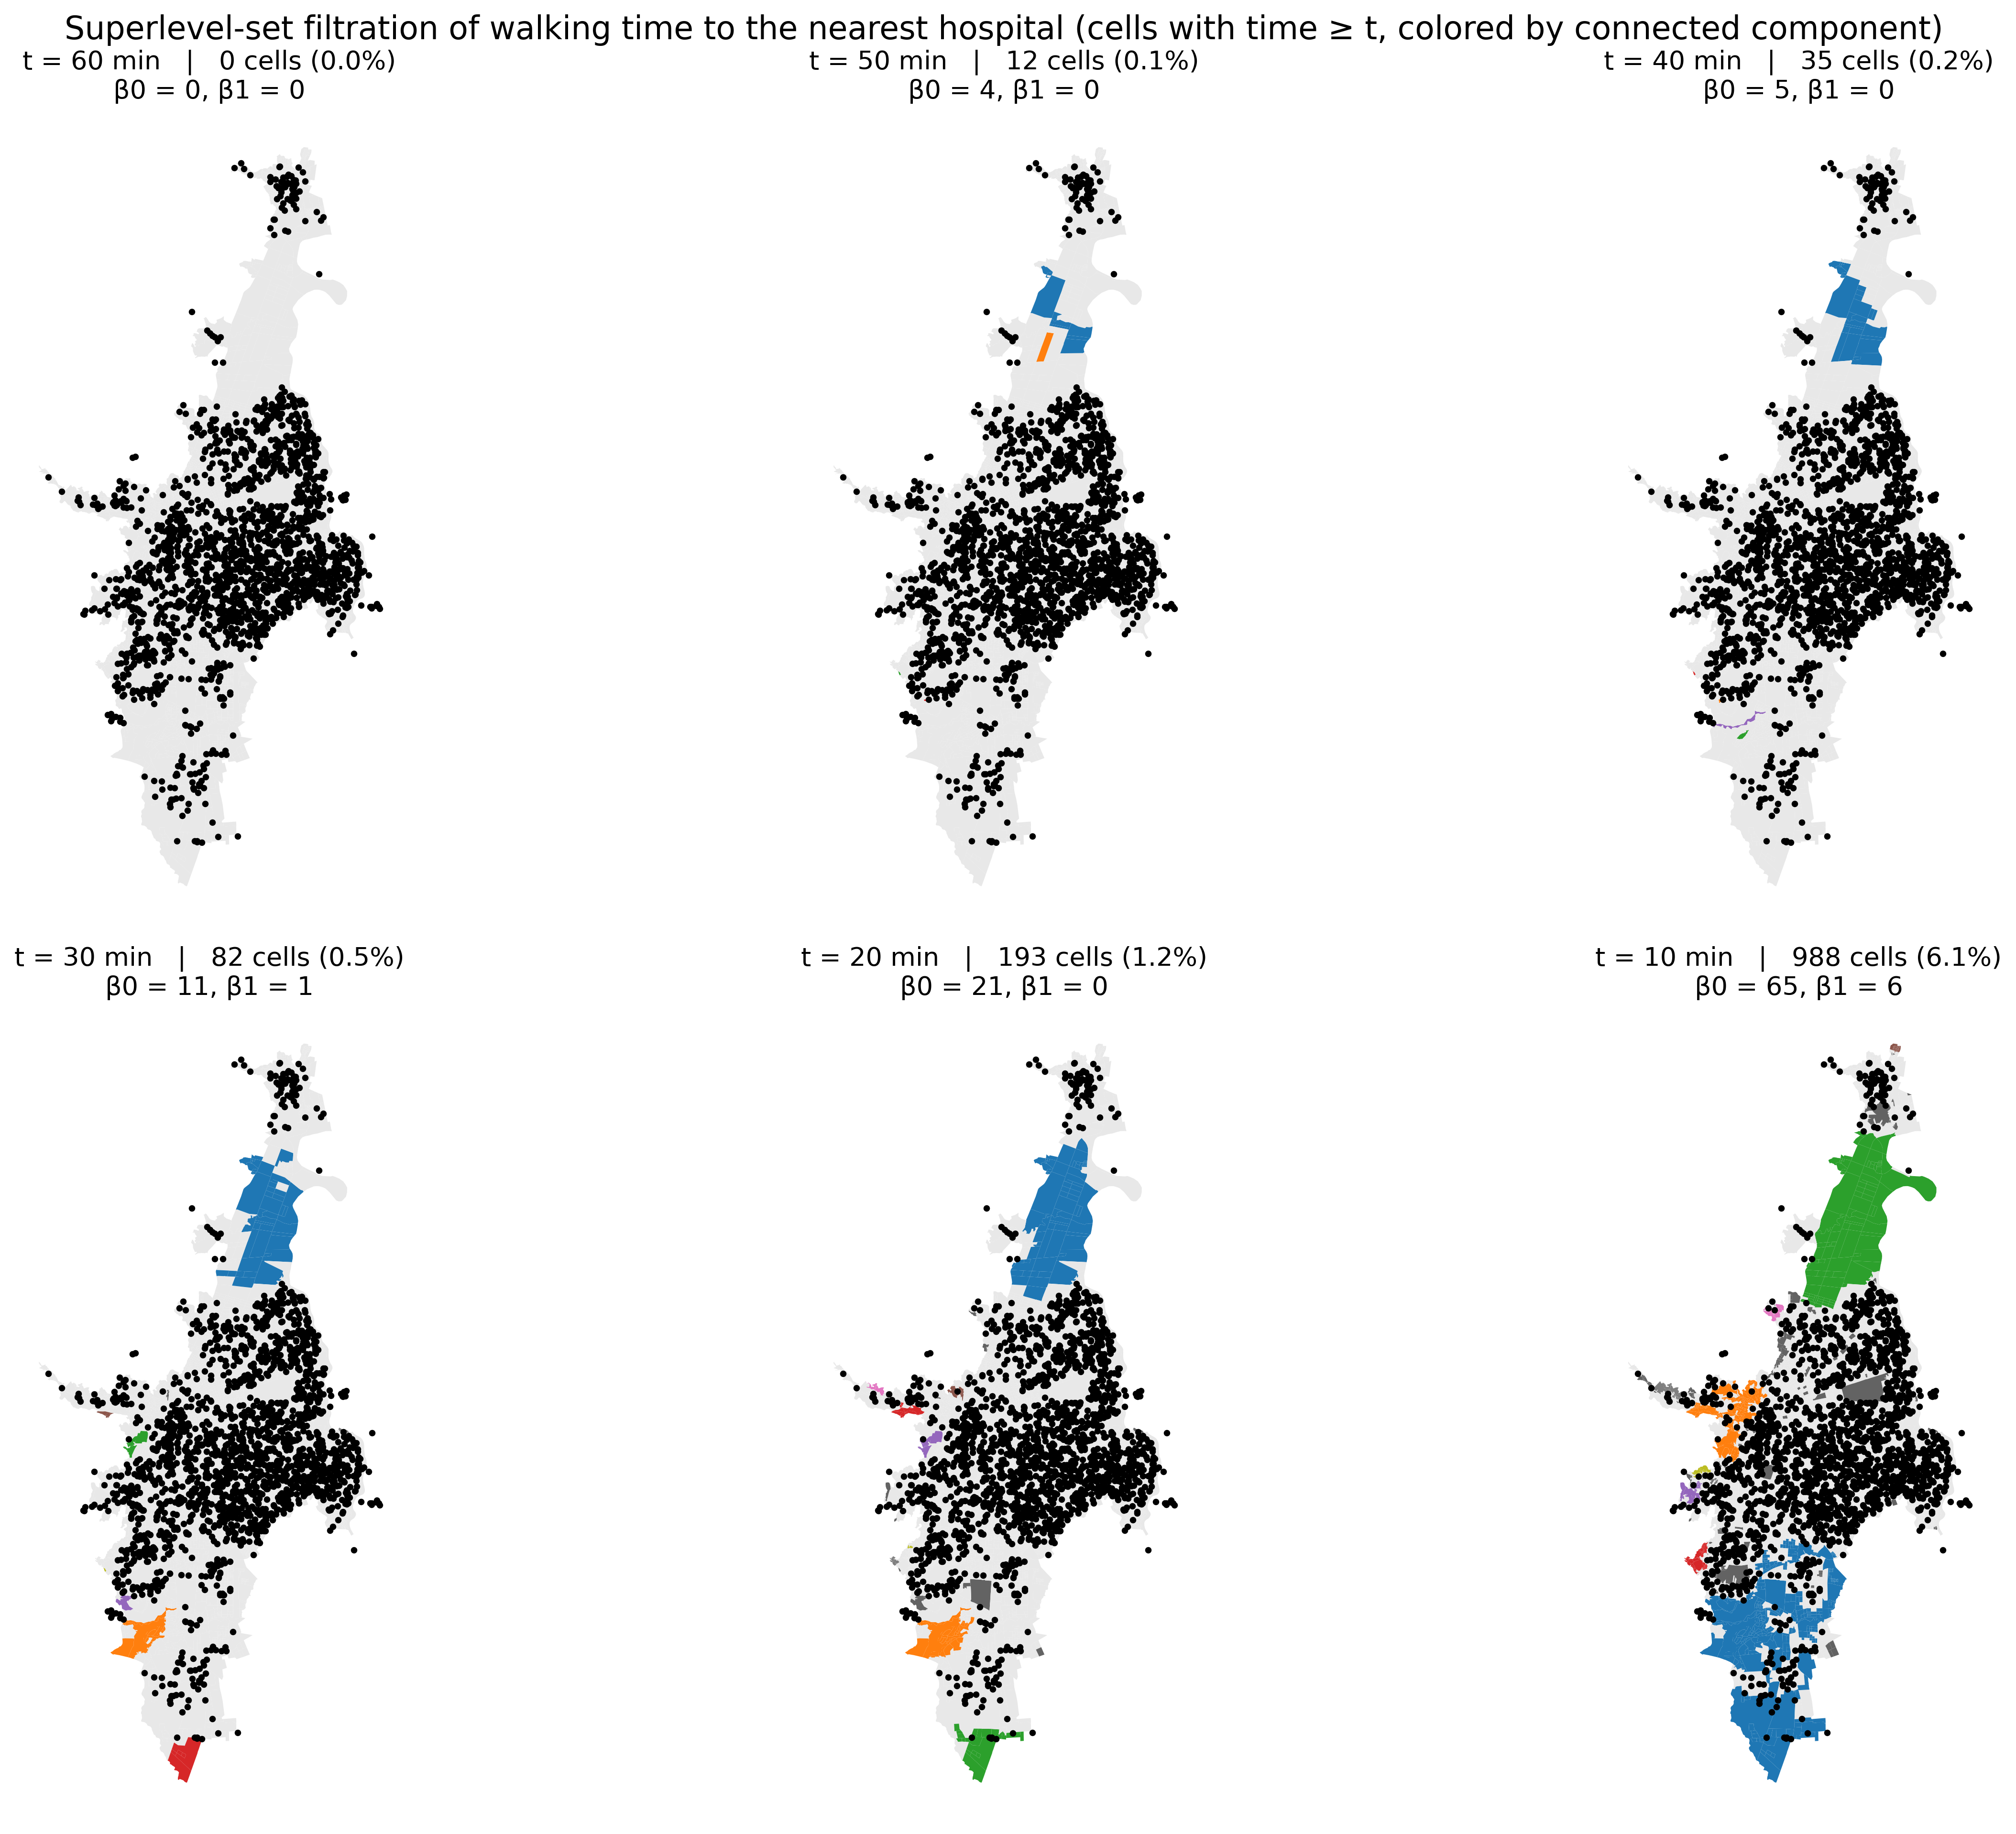 Superlevel-set filtration of walking time to the nearest hospital (cells with time ≥ t, colored by connected component)
t = 60 min   |   0 cells (0.0%)
β0 = 0, β1 = 0
t = 50 min   |   12 cells (0.1%)
β0 = 4, β1 = 0
t = 40 min   |   35 cells (0.2%)
β0 = 5, β1 = 0
t = 30 min   |   82 cells (0.5%)
β0 = 11, β1 = 1
t = 20 min   |   193 cells (1.2%)
β0 = 21, β1 = 0
t = 10 min   |   988 cells (6.1%)
β0 = 65, β1 = 6